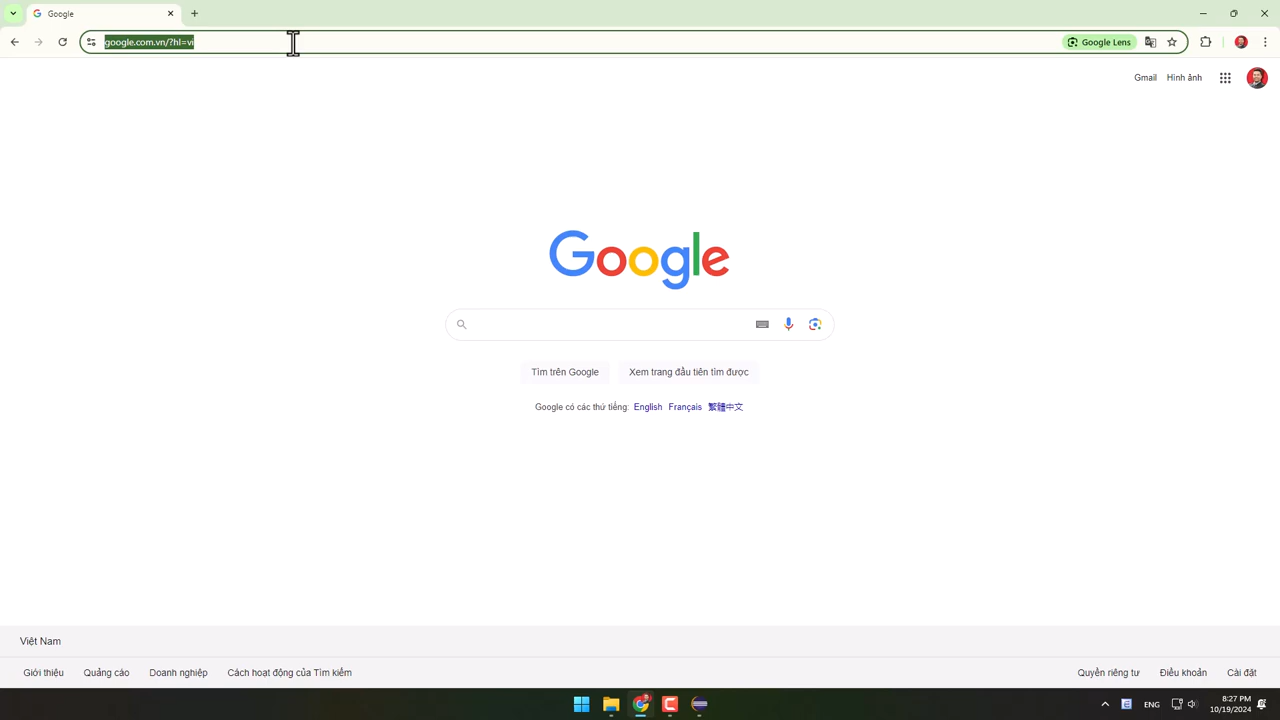 Google
google.com.vn/?hl=vi
Google Lens
Gmail Hình ảnh
Google
Tìm trên Google Xem trang đầu tiên tìm được
Google có các thứ tiếng: English Français 繁體中文
Việt Nam
Giới thiệu Quảng cáo Doanh nghiệp Cách hoạt động của Tìm kiếm Quyền riêng tư Điều khoản Cài đặt
ENG
8:27 PM
10/19/2024